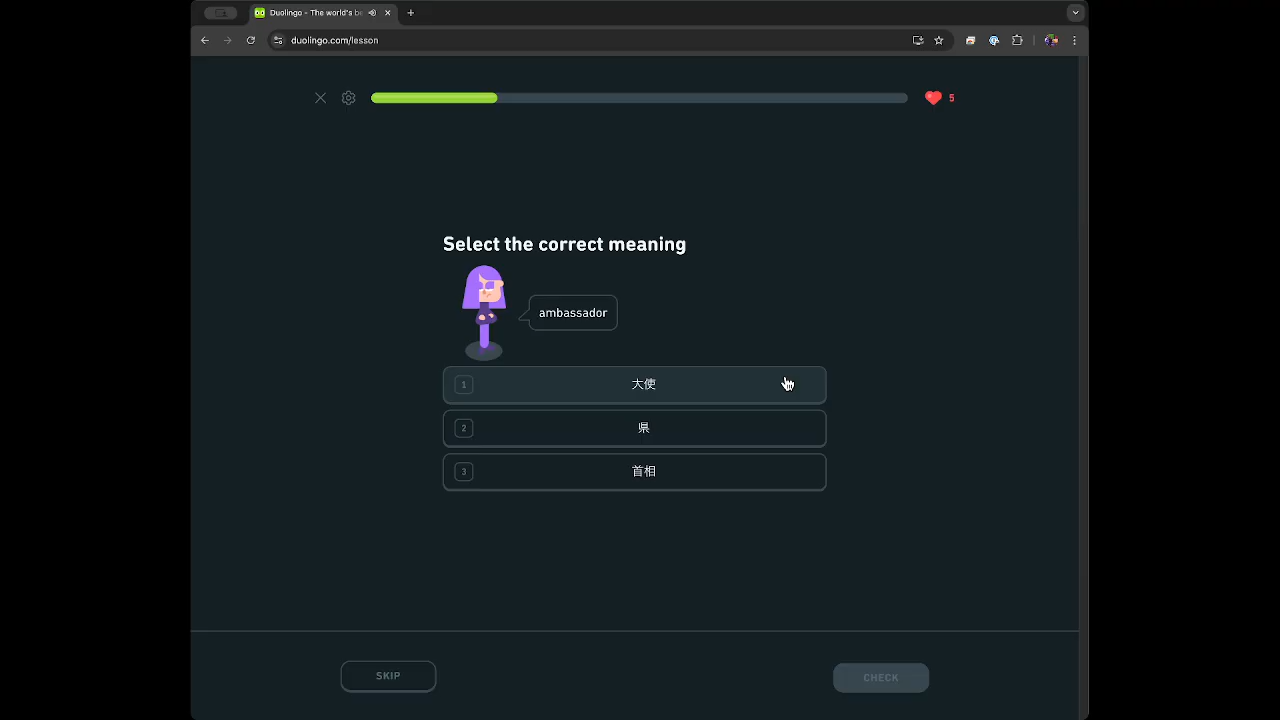 Duolingo - The world's b
duolingo.com/lesson
5
Select the correct meaning
ambassador
1 大使
2 県
3 首相
SKIP
CHECK